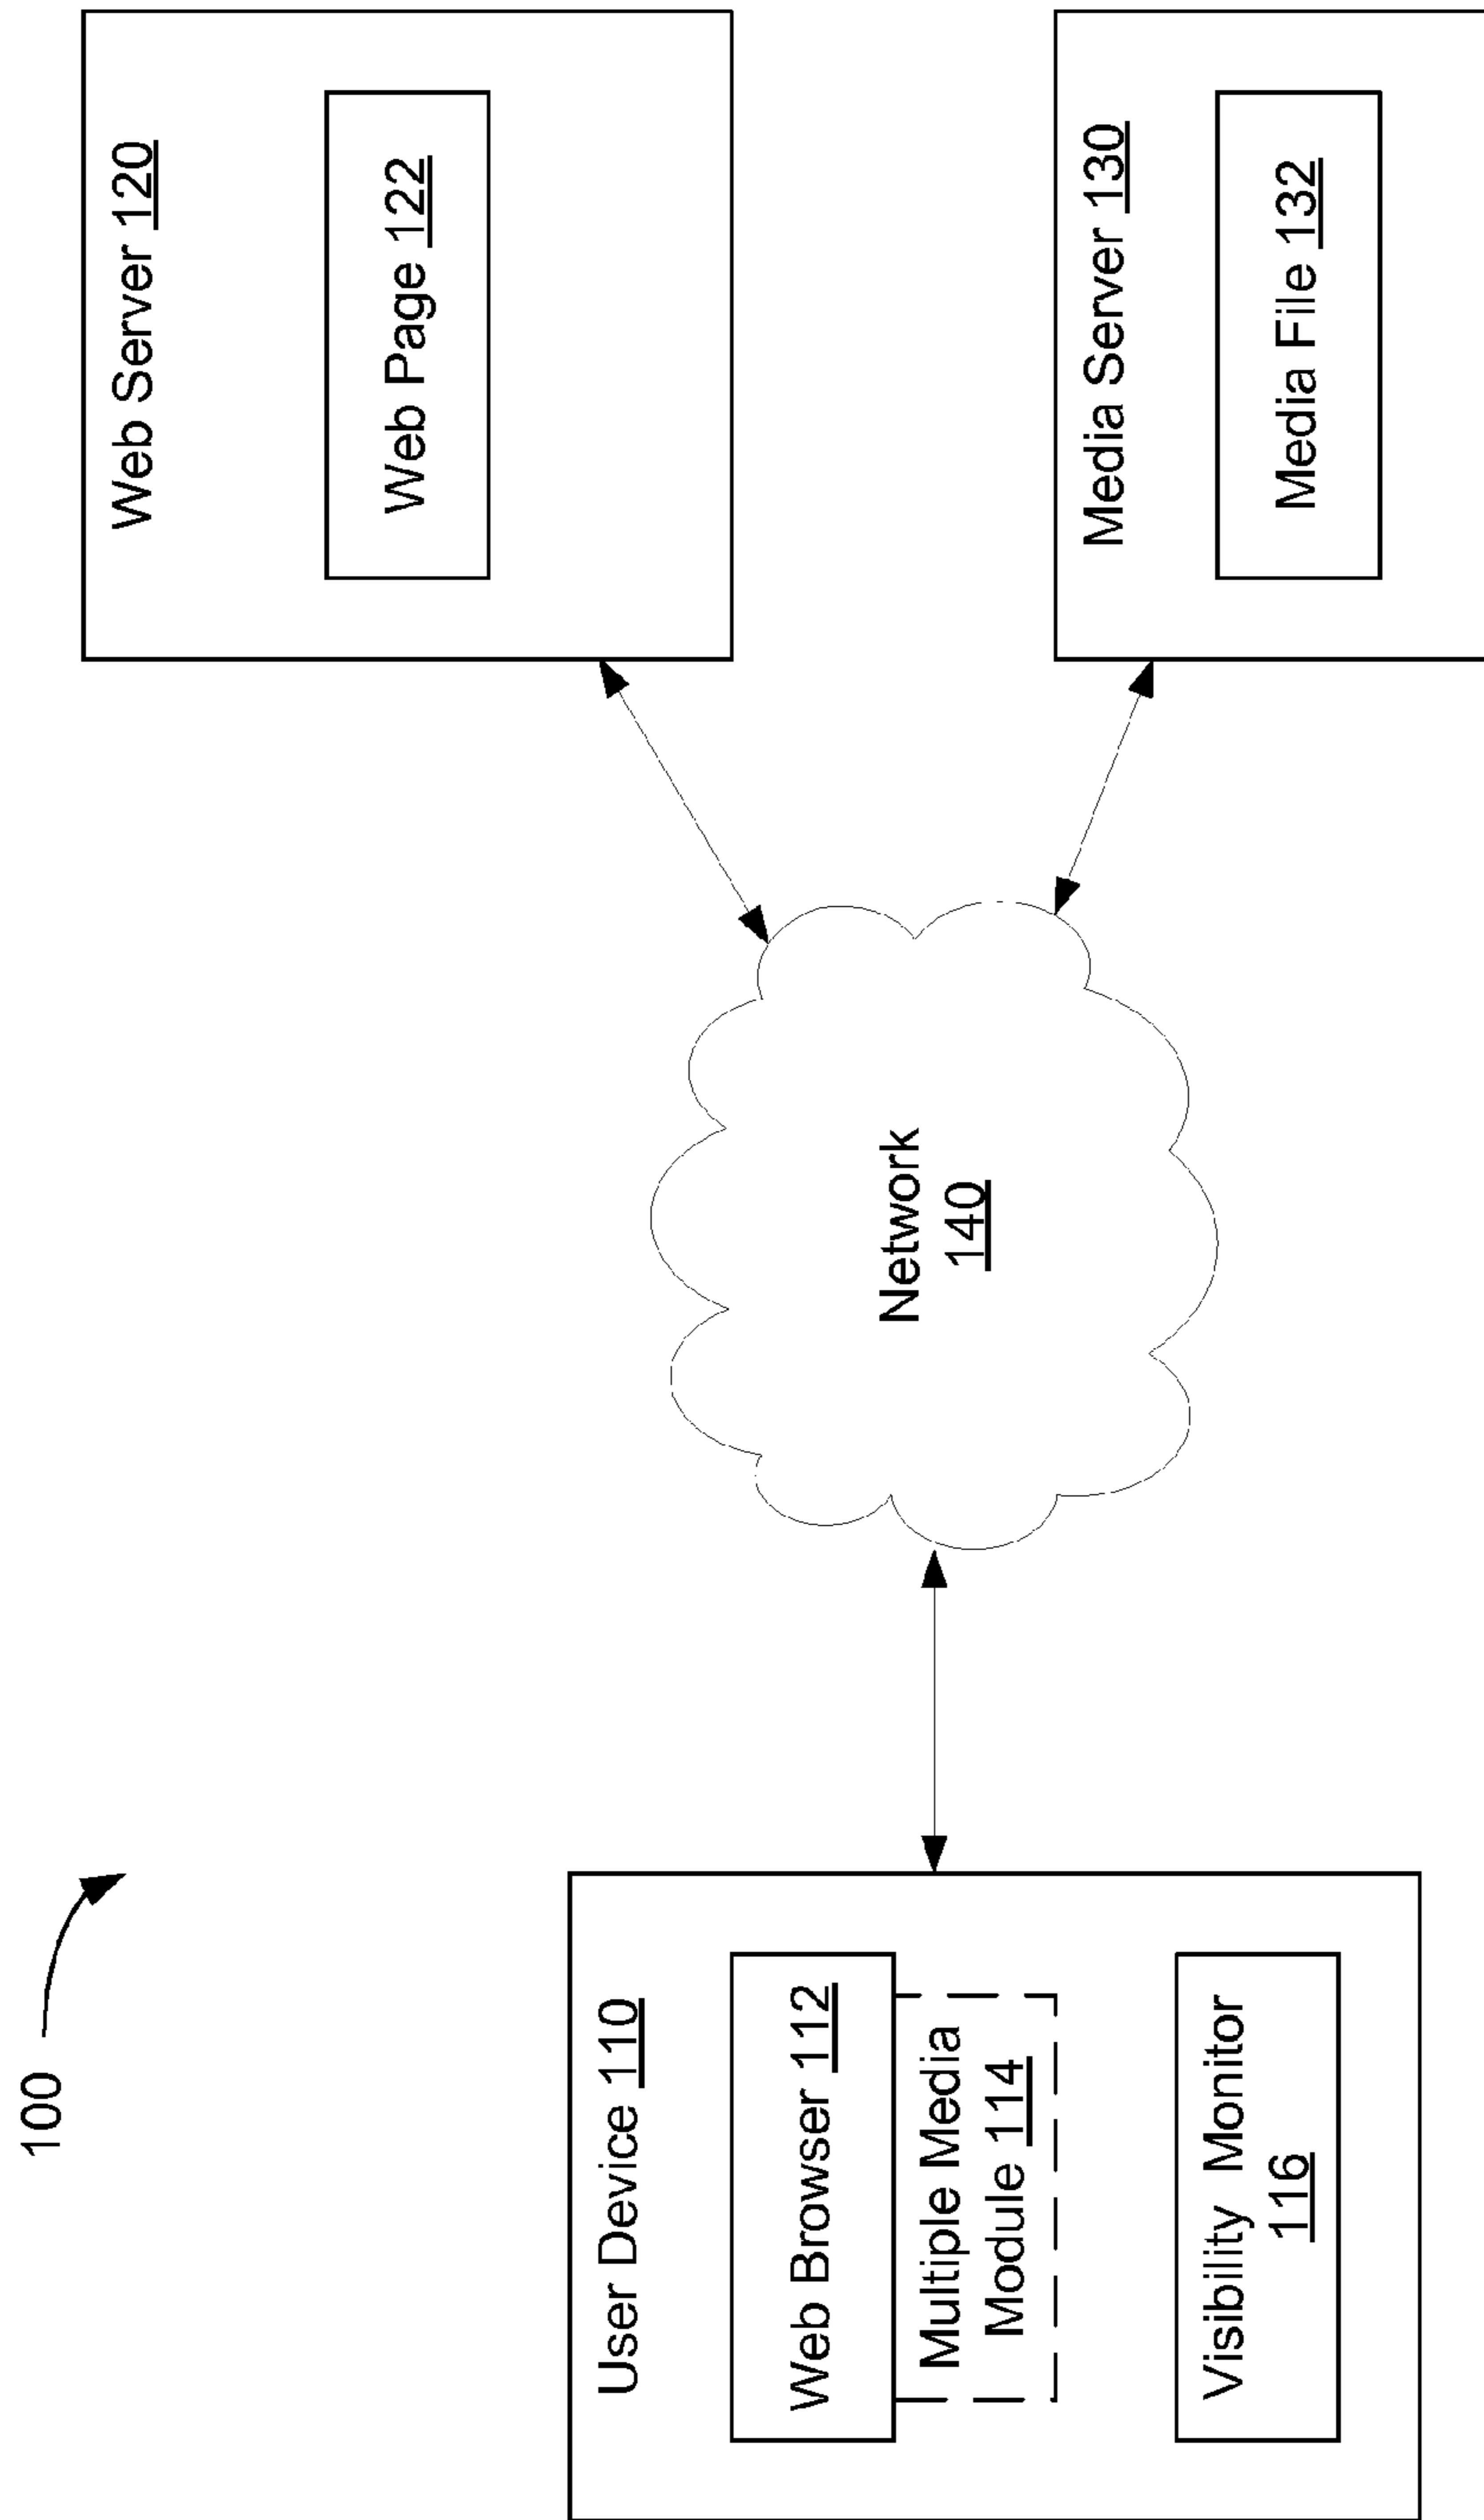 100
User Device 110
Web Browser 112
Multiple Media
Module 114
Visibility Monitor
116
Network
140
Web Server 120
Web Page 122
Media Server 130
Media File 132